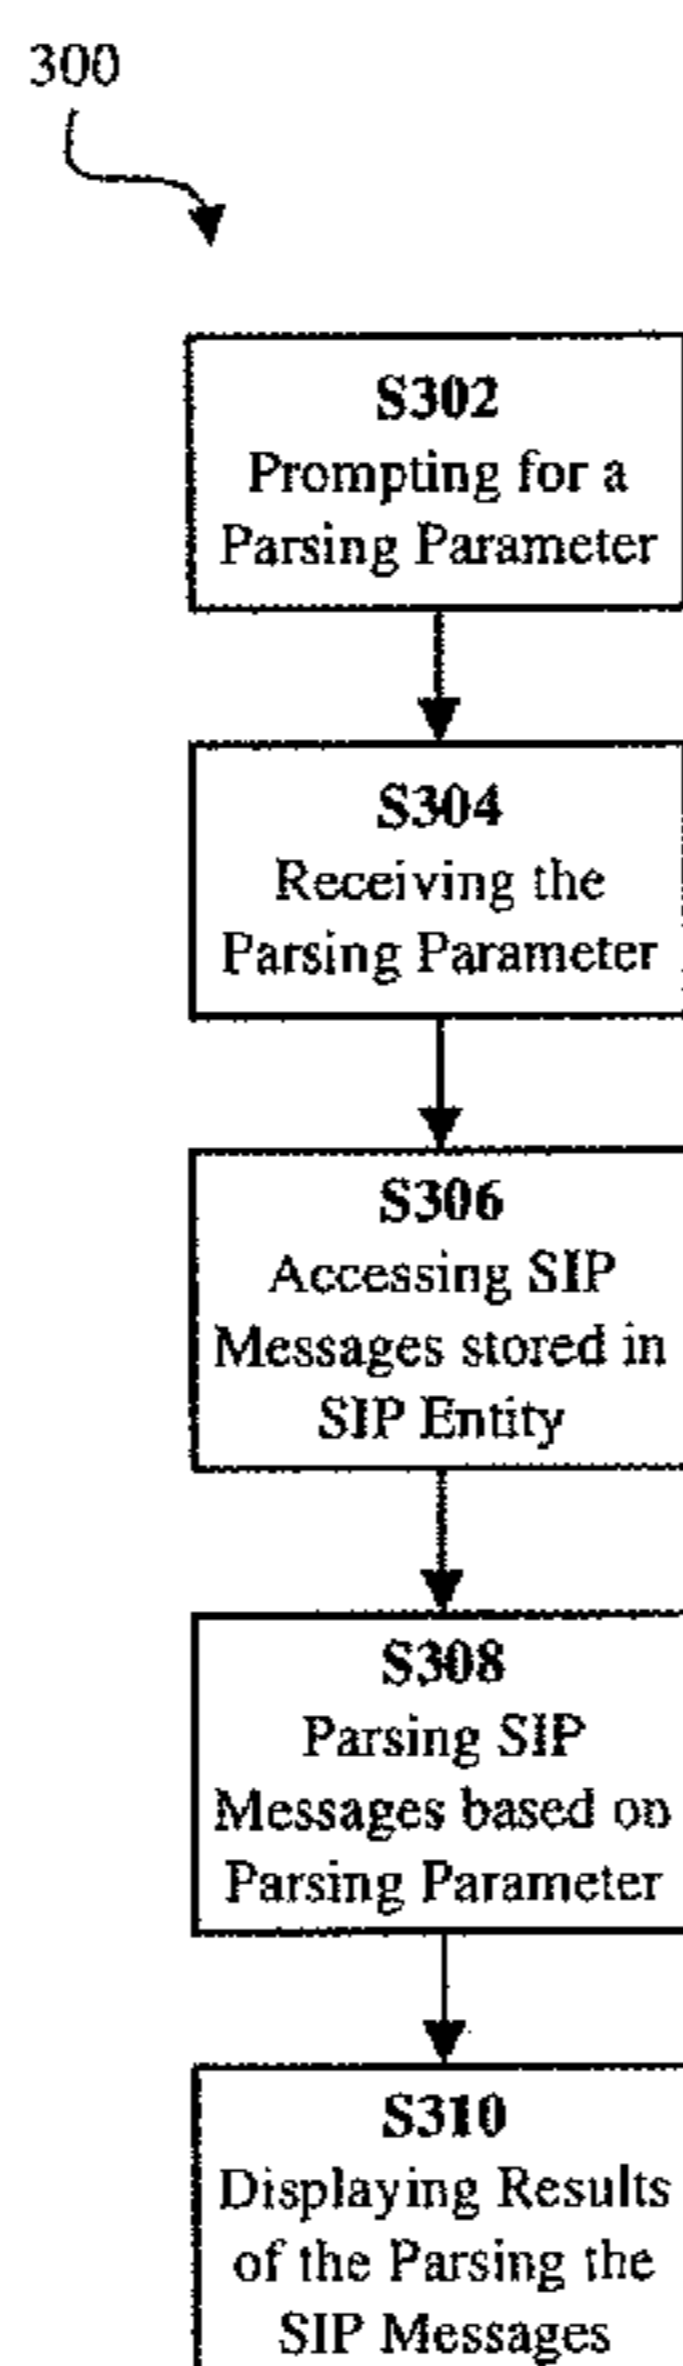 300
S302
Prompting for a
Parsing Parameter
S304
Receiving the
Parsing Parameter
S306
Accessing SIP
Messages stored in
SIP Entity
S308
Parsing SIP
Messages based on
Parsing Parameter
S310
Displaying Results
of the Parsing the
SIP Messages